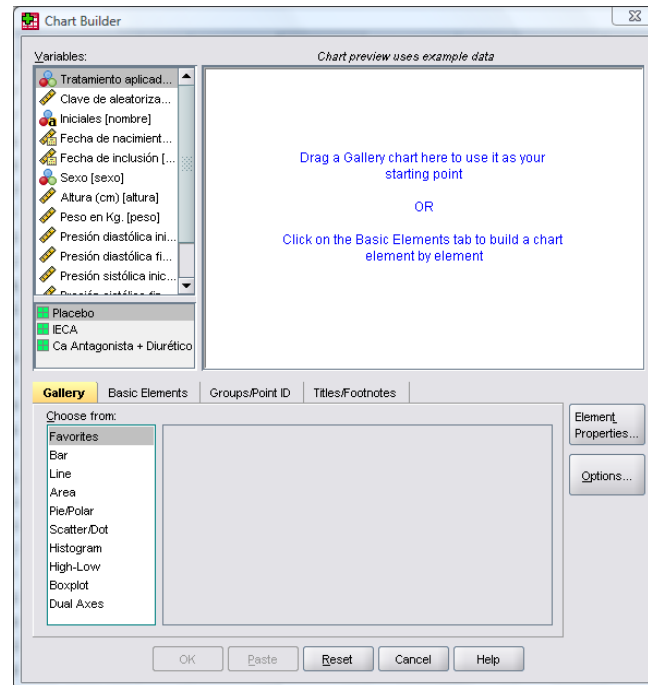 Chart Builder
Variables:
Chart preview uses example data
Tratamiento aplicad...
Clave de aleatoriza...
Iniciales [nombre]
Fecha de nacimient...
Fecha de inclusión [...
Sexo [sexo]
Altura (cm) [altura]
Peso en Kg. [peso]
Presión diastólica ini...
Presión diastólica fi...
Presión sistólica inic...
Placebo
IECA
Ca Antagonista + Diurético
Drag a Gallery chart here to use it as your
starting point
OR
Click on the Basic Elements tab to build a chart
element by element
Gallery Basic Elements Groups/Point ID Titles/Footnotes
Choose from:
Favorites
Bar
Line
Area
Pie/Polar
Scatter/Dot
Histogram
High-Low
Boxplot
Dual Axes
Element
Properties...
Options...
OK Paste Reset Cancel Help